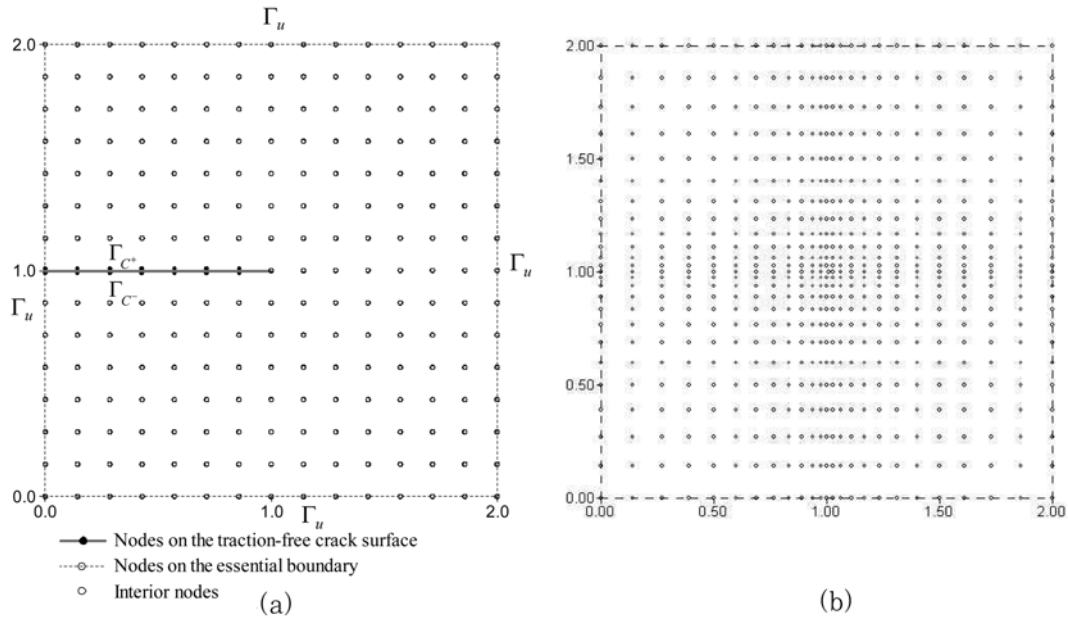 Γu
2.0
ΓC+
1.0
ΓC-
Γu
Γu
0.0
0.0 1.0 2.0
Γu
Nodes on the traction-free crack surface
Nodes on the essential boundary
Interior nodes
(a)
2.00
1.50
1.00
0.50
0.00
0.00 0.50 1.00 1.50 2.00
(b)